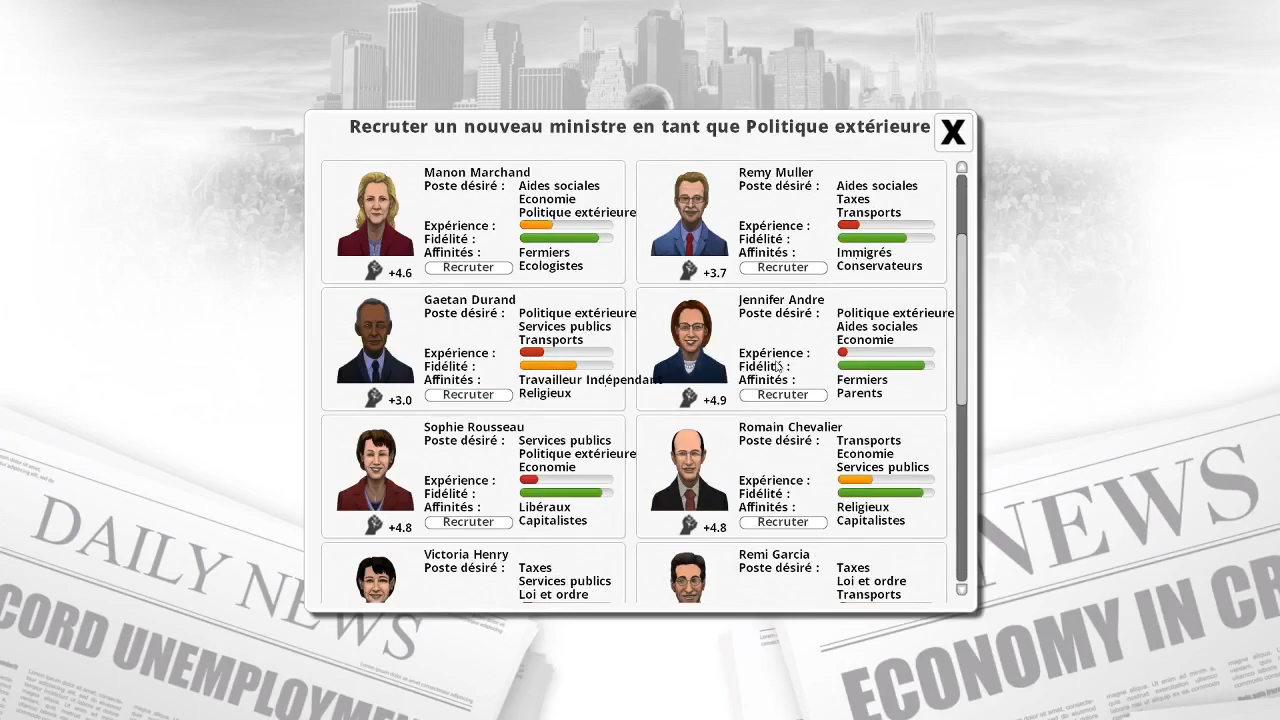 Recruter un nouveau ministre en tant que Politique extérieure
X
Manon Marchand
Poste désiré :
Aides sociales
Economie
Politique extérieure
Expérience :
Fidélité :
Affinités :
Fermiers
Ecologistes
Recruter
+4.6
Remy Muller
Poste désiré :
Aides sociales
Taxes
Transports
Expérience :
Fidélité :
Affinités :
Immigrés
Conservateurs
Recruter
+3.7
Gaetan Durand
Poste désiré :
Politique extérieure
Services publics
Transports
Expérience :
Fidélité :
Affinités :
Travailleur Indépendant
Religieux
Recruter
+3.0
Jennifer Andre
Poste désiré :
Politique extérieure
Aides sociales
Economie
Expérience :
Fidélité :
Affinités :
Fermiers
Parents
Recruter
+4.9
Sophie Rousseau
Poste désiré :
Services publics
Politique extérieure
Economie
Expérience :
Fidélité :
Affinités :
Libéraux
Capitalistes
Recruter
+4.8
Romain Chevalier
Poste désiré :
Transports
Economie
Services publics
Expérience :
Fidélité :
Affinités :
Religieux
Capitalistes
Recruter
+4.8
Victoria Henry
Poste désiré :
Taxes
Services publics
Loi et ordre
Remi Garcia
Poste désiré :
Taxes
Loi et ordre
Transports
DAILY NEWS
CORD UNEMPLOYM
NEWS
ECONOMY IN CR